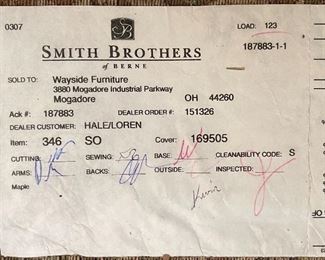 0307
LOAD: 123
SB
SMITH BROTHERS
OF BERNE
187883-1-1
SOLD TO: Wayside Furniture
3880 Mogadore Industrial Parkway
Mogadore OH 44260
Ack #: 187883 DEALER ORDER #: 151326
DEALER CUSTOMER: HALE/LOREN
Item: 346 SO Cover: 169505
CUTTING: SEWING: BASE: CLEANABILITY CODE: S
ARMS: BACKS: OUTSIDE: INSPECTED:
Maple
Kevin